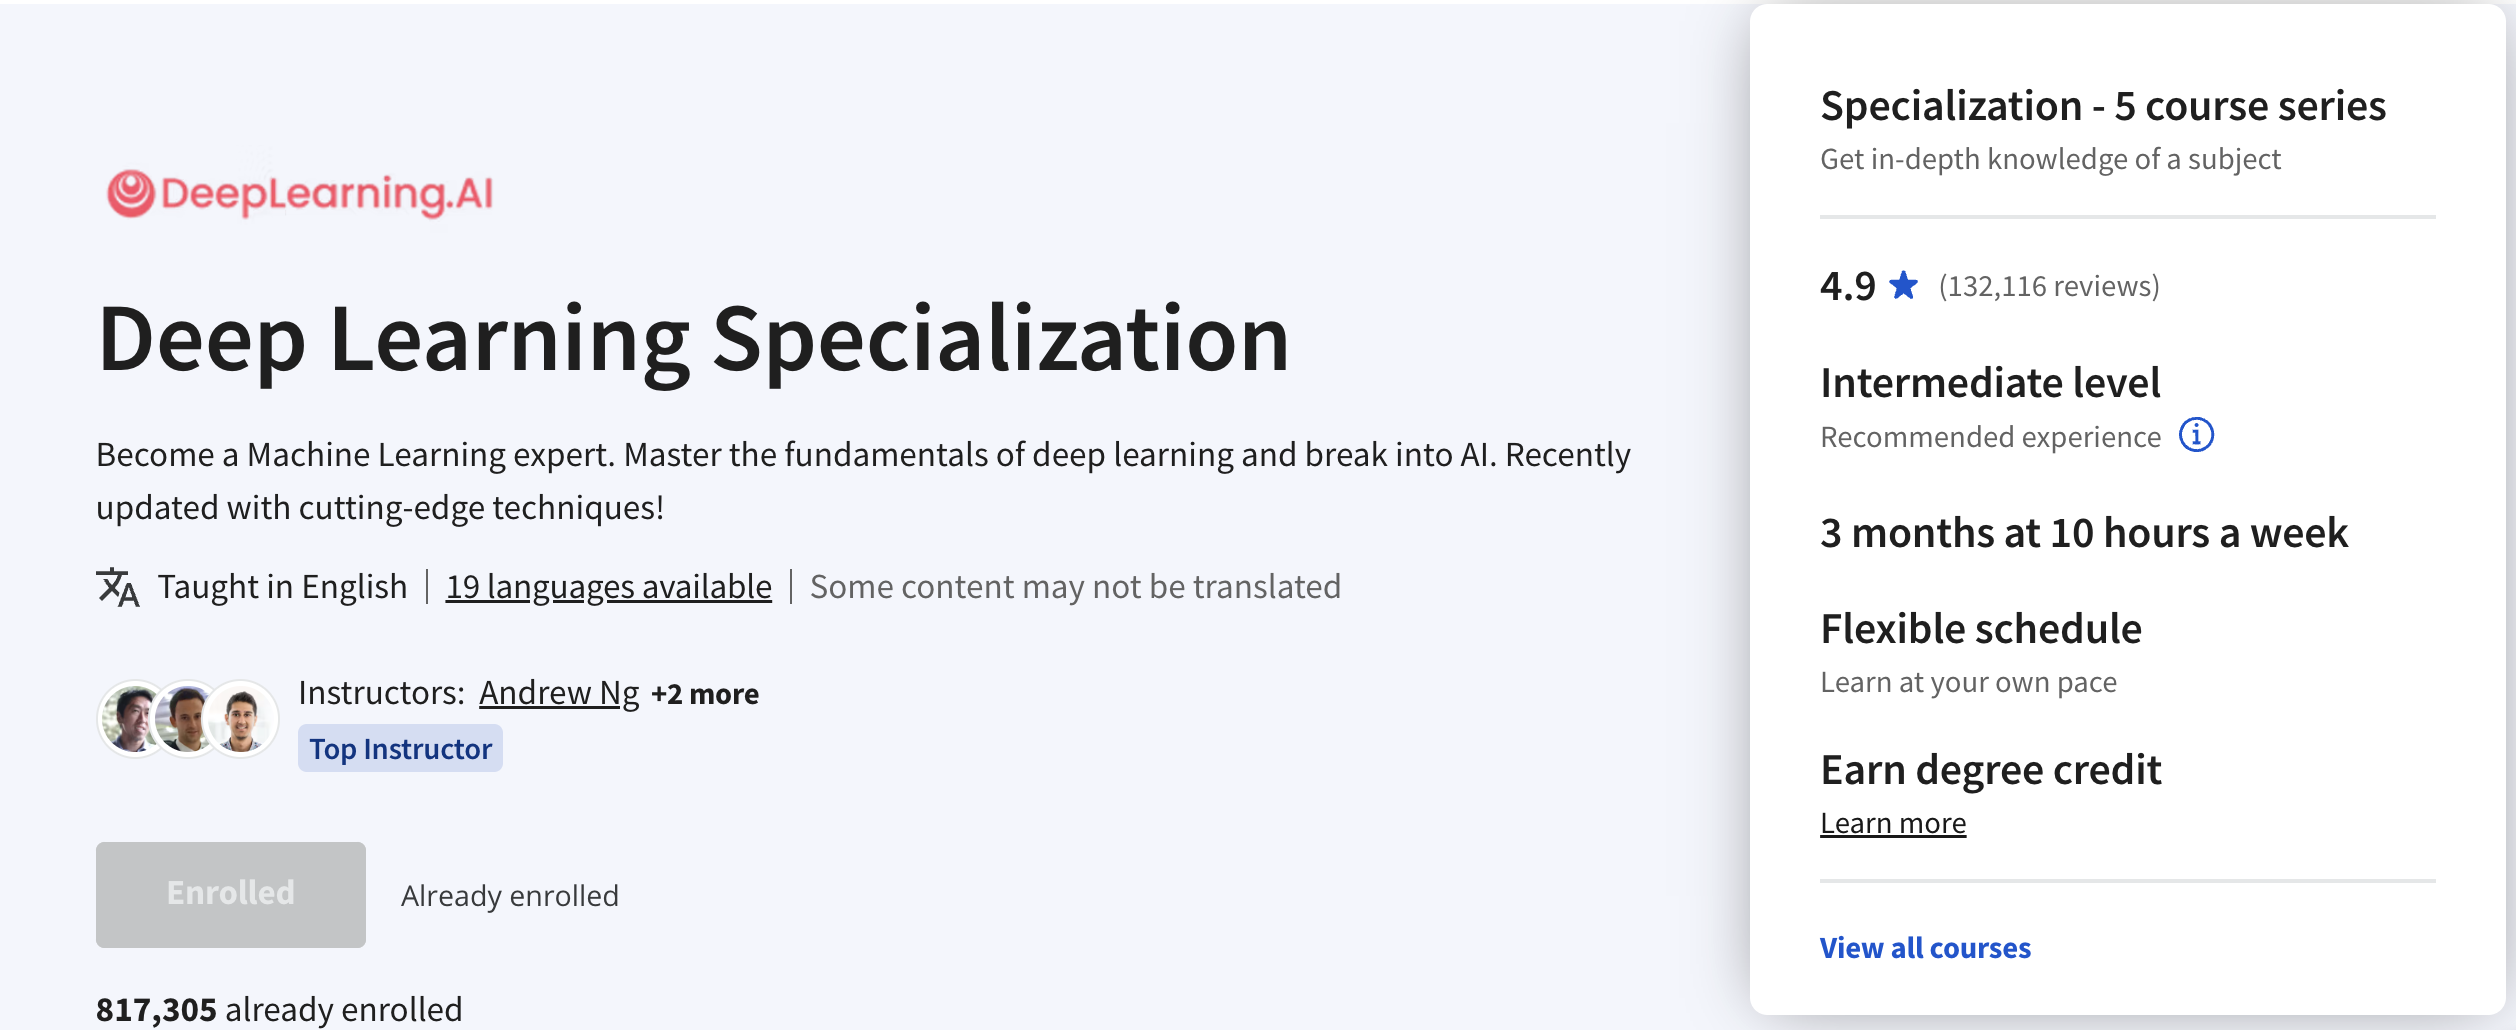 DeepLearning.AI
Deep Learning Specialization
Become a Machine Learning expert. Master the fundamentals of deep learning and break into AI. Recently
updated with cutting-edge techniques!
Taught in English | 19 languages available | Some content may not be translated
Instructors: Andrew Ng +2 more
Top Instructor
Enrolled Already enrolled
817,305 already enrolled
Specialization - 5 course series
Get in-depth knowledge of a subject
4.9 ★ (132,116 reviews)
Intermediate level
Recommended experience
3 months at 10 hours a week
Flexible schedule
Learn at your own pace
Earn degree credit
Learn more
View all courses